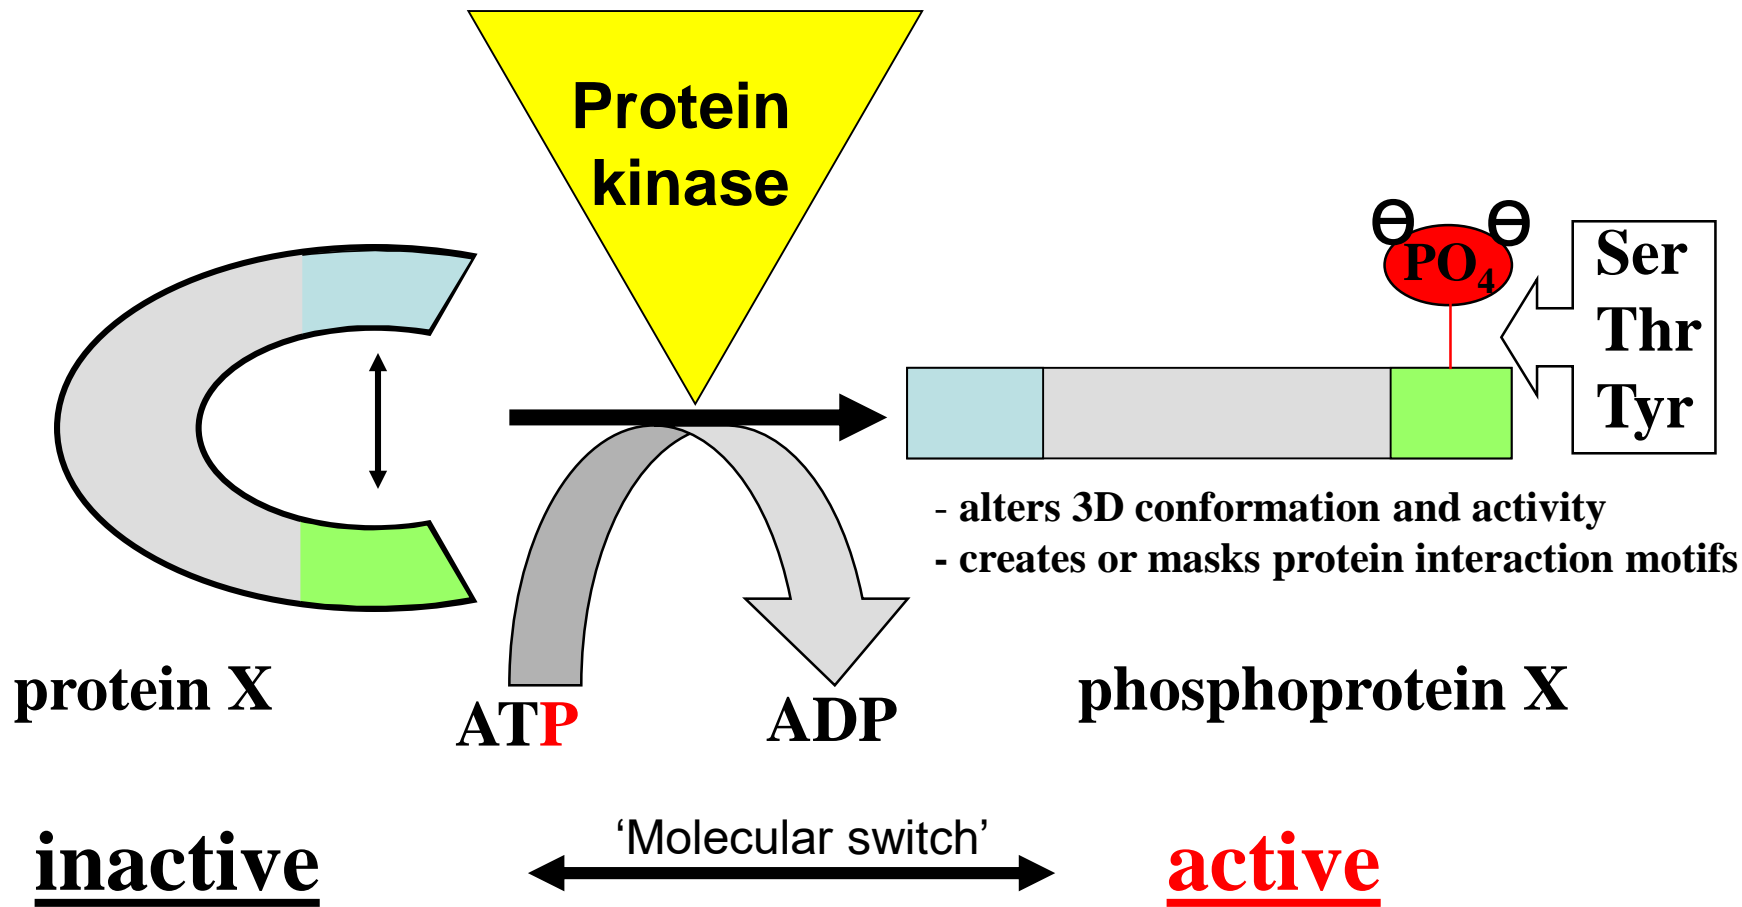 Protein
kinase
Ɵ Ɵ
PO4
Ser
Thr
Tyr
- alters 3D conformation and activity
- creates or masks protein interaction motifs
protein X
ATP
ADP
phosphoprotein X
inactive
‘Molecular switch’
active